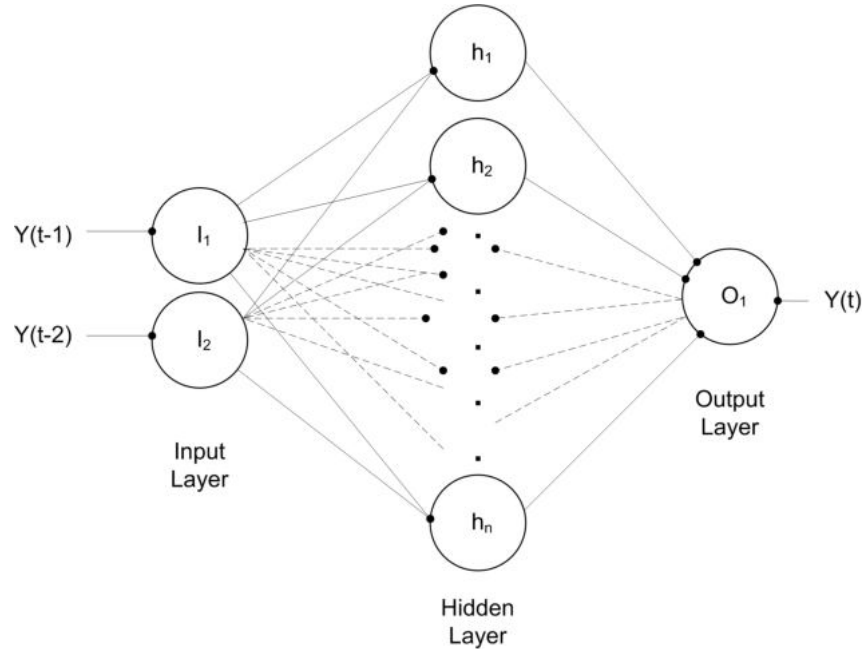 h₁
h₂
Y(t-1)
I₁
Y(t-2)
I₂
O₁
Y(t)
Output
Layer
Input
Layer
hₙ
Hidden
Layer